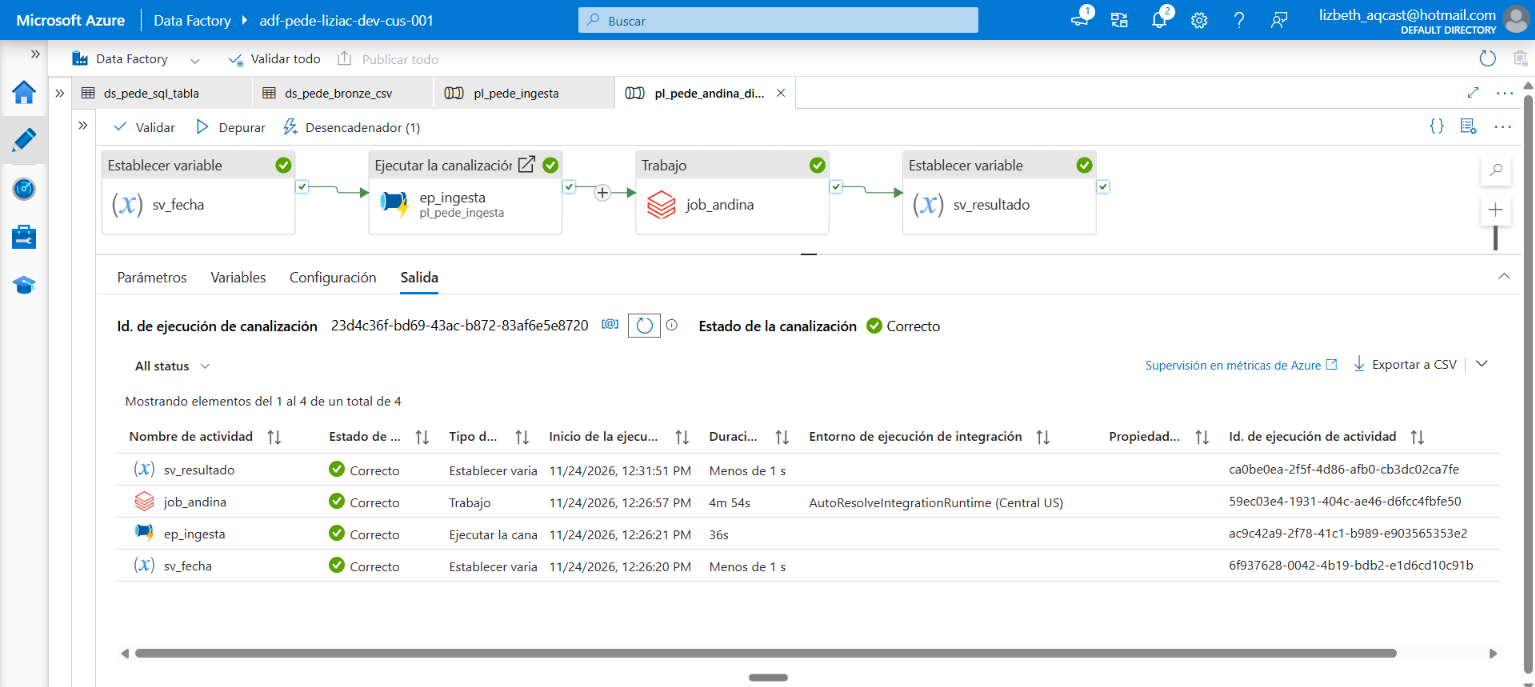 Microsoft Azure Data Factory adf-pede-liziac-dev-cus-001 Buscar 1 2 lizbeth_aqcast@hotmail.com
DEFAULT DIRECTORY
Data Factory Validar todo Publicar todo
ds_pede_sql_tabla ds_pede_bronze_csv pl_pede_ingesta pl_pede_andina_di...
Validar Depurar Desencadenador (1)
Establecer variable Ejecutar la canalización Trabajo Establecer variable
(x) sv_fecha ep_ingesta job_andina (x) sv_resultado
pl_pede_ingesta
Parámetros Variables Configuración Salida
Id. de ejecución de canalización 23d4c36f-bd69-43ac-b872-83af6e5e8720 Estado de la canalización Correcto
All status Supervisión en métricas de Azure Exportar a CSV
Mostrando elementos del 1 al 4 de un total de 4
Nombre de actividad Estado de ... Tipo d... Inicio de la ejecu... Duraci... Entorno de ejecución de integración Propiedad... Id. de ejecución de actividad
(x) sv_resultado Correcto Establecer varia 11/24/2026, 12:31:51 PM Menos de 1 s ca0be0ea-2f5f-4d86-afb0-cb3dc02ca7fe
job_andina Correcto Trabajo 11/24/2026, 12:26:57 PM 4m 54s AutoResolveIntegrationRuntime (Central US) 59ec03e4-1931-404c-ae46-d6fcc4fbfe50
ep_ingesta Correcto Ejecutar la cana 11/24/2026, 12:26:21 PM 36s ac9c42a9-2f78-41c1-b989-e903565353e2
(x) sv_fecha Correcto Establecer varia 11/24/2026, 12:26:20 PM Menos de 1 s 6f937628-0042-4b19-bdb2-e1d6cd10c91b